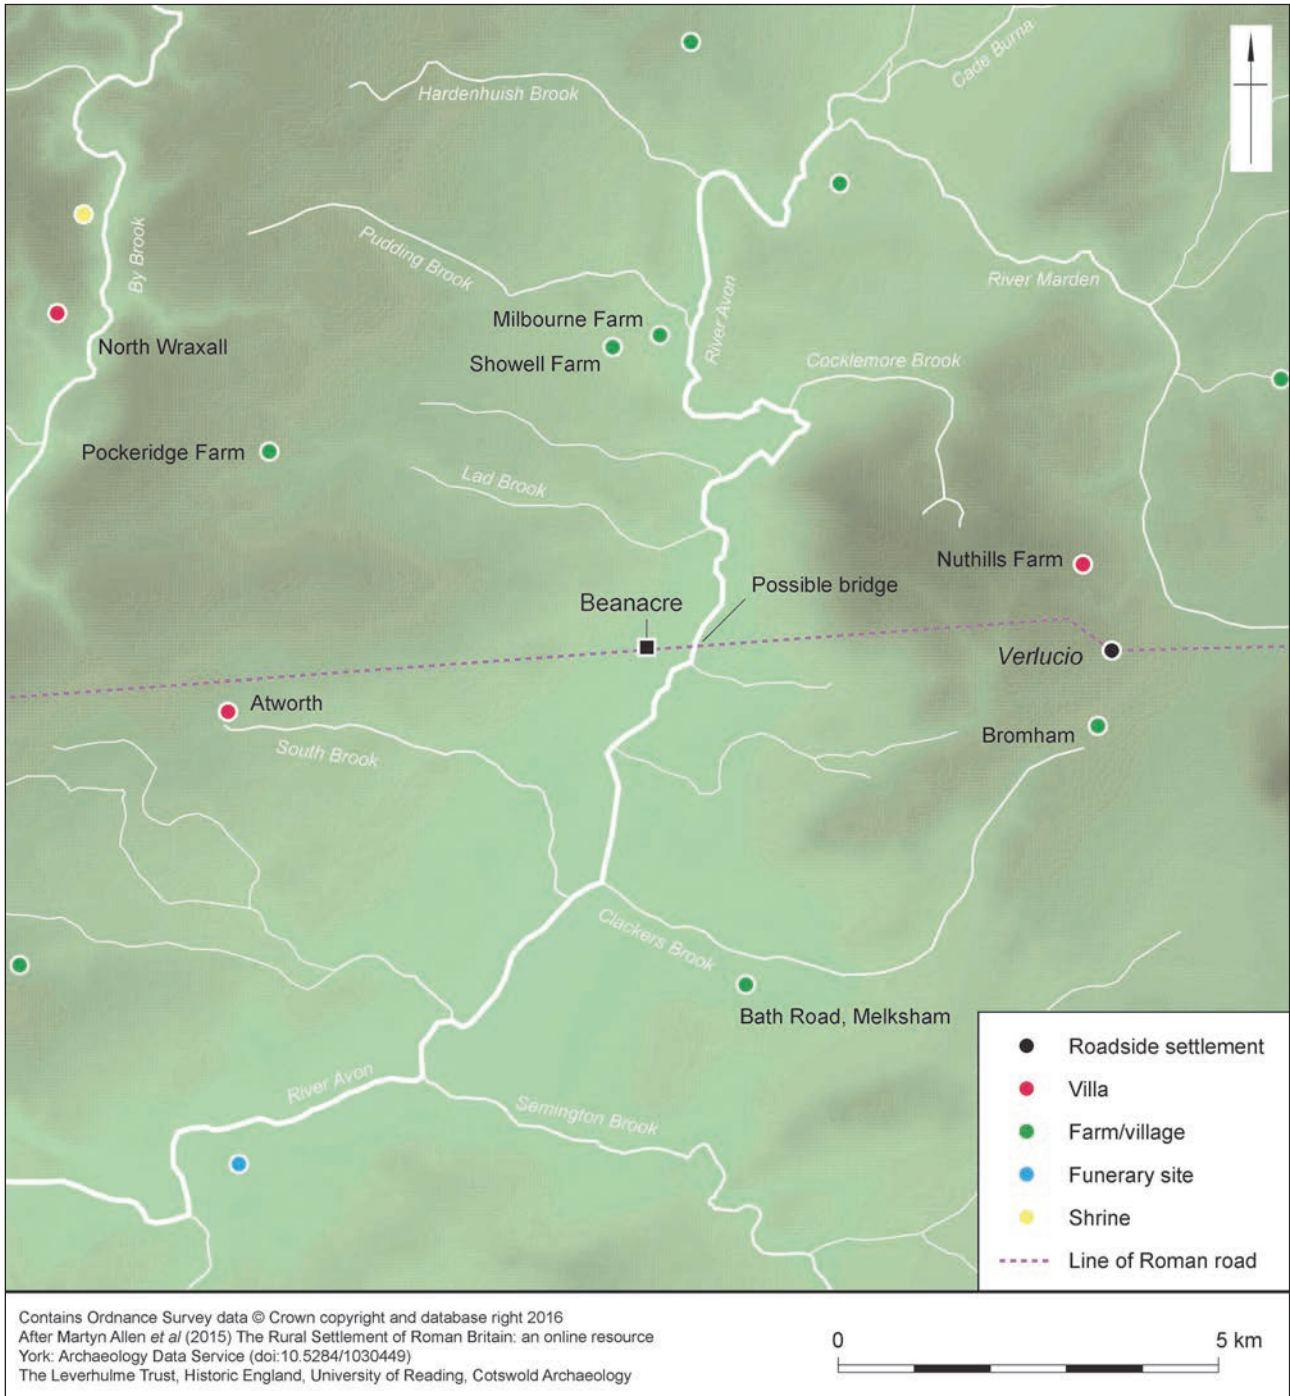 Cade Burna
Hardenhuish Brook
By Brook
Pudding Brook
River Marden
River Avon
Milbourne Farm
Showell Farm
North Wraxall
Cocklemore Brook
Pockeridge Farm
Lad Brook
Nuthills Farm
Possible bridge
Beanacre
Verlucio
Atworth
Bromham
South Brook
Clackers Brook
Bath Road, Melksham
River Avon
Semington Brook
Roadside settlement
Villa
Farm/village
Funerary site
Shrine
Line of Roman road
Contains Ordnance Survey data © Crown copyright and database right 2016
After Martyn Allen et al (2015) The Rural Settlement of Roman Britain: an online resource
York: Archaeology Data Service (doi:10.5284/1030449)
The Leverhulme Trust, Historic England, University of Reading, Cotswold Archaeology
0 5 km